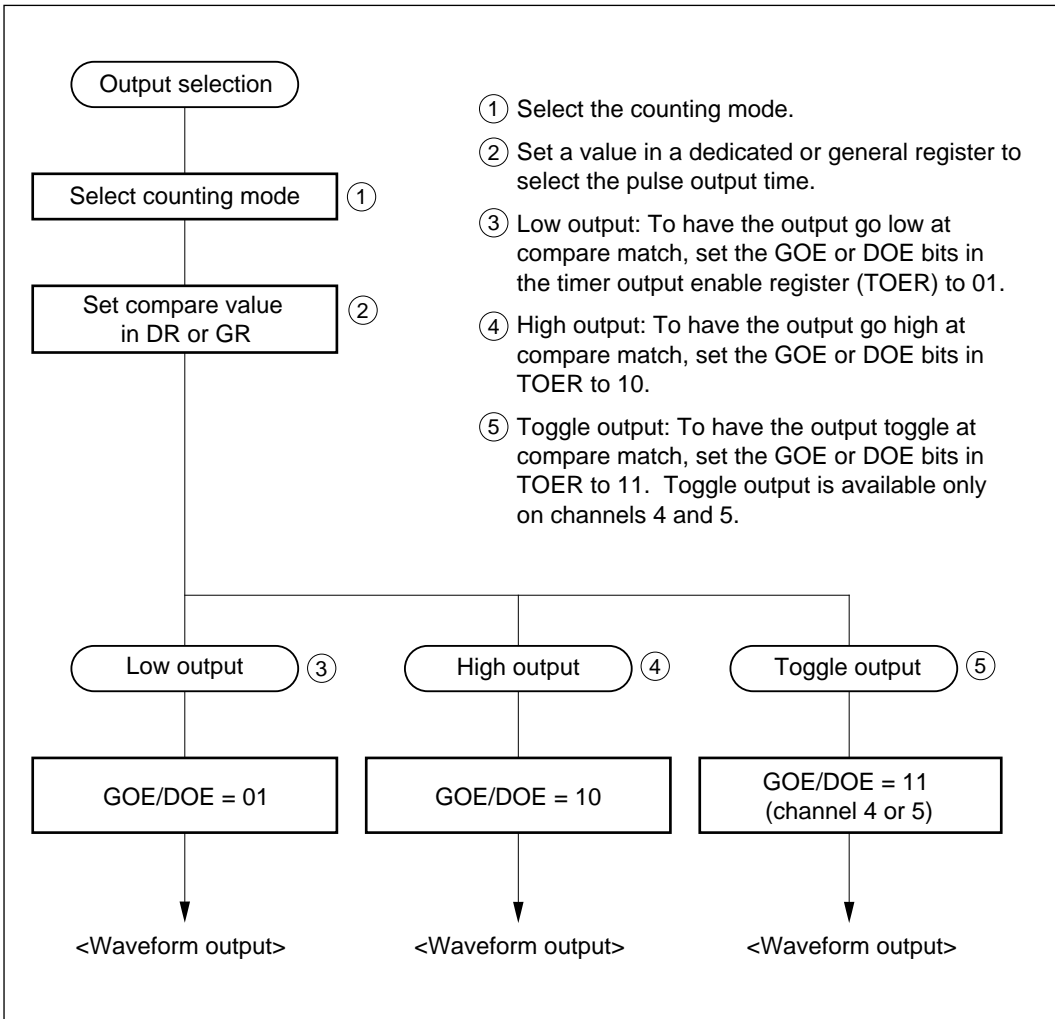 Output selection
Select counting mode ①
Set compare value
in DR or GR ②
① Select the counting mode.
② Set a value in a dedicated or general register to
select the pulse output time.
③ Low output: To have the output go low at
compare match, set the GOE or DOE bits in
the timer output enable register (TOER) to 01.
④ High output: To have the output go high at
compare match, set the GOE or DOE bits in
TOER to 10.
⑤ Toggle output: To have the output toggle at
compare match, set the GOE or DOE bits in
TOER to 11.  Toggle output is available only
on channels 4 and 5.
Low output ③
High output ④
Toggle output ⑤
GOE/DOE = 01
GOE/DOE = 10
GOE/DOE = 11
(channel 4 or 5)
<Waveform output>
<Waveform output>
<Waveform output>